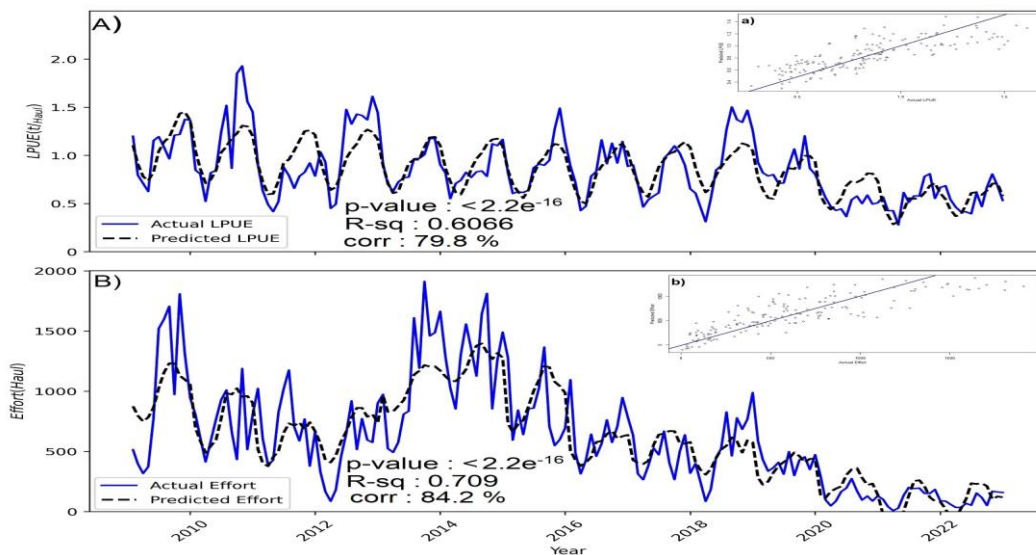 A)
a)
LPUE(t/Haul)
2.0
1.5
1.0
0.5
0
Actual LPUE
Predicted LPUE
p-value : <2.2e-16
R-sq : 0.6066
corr : 79.8 %
Actual LPUE
B)
b)
Effort(Haul)
2000
1500
1000
500
0
Actual Effort
Predicted Effort
p-value : <2.2e-16
R-sq : 0.709
corr : 84.2 %
Actual Effort
2010
2012
2014
2016
2018
2020
2022
Year